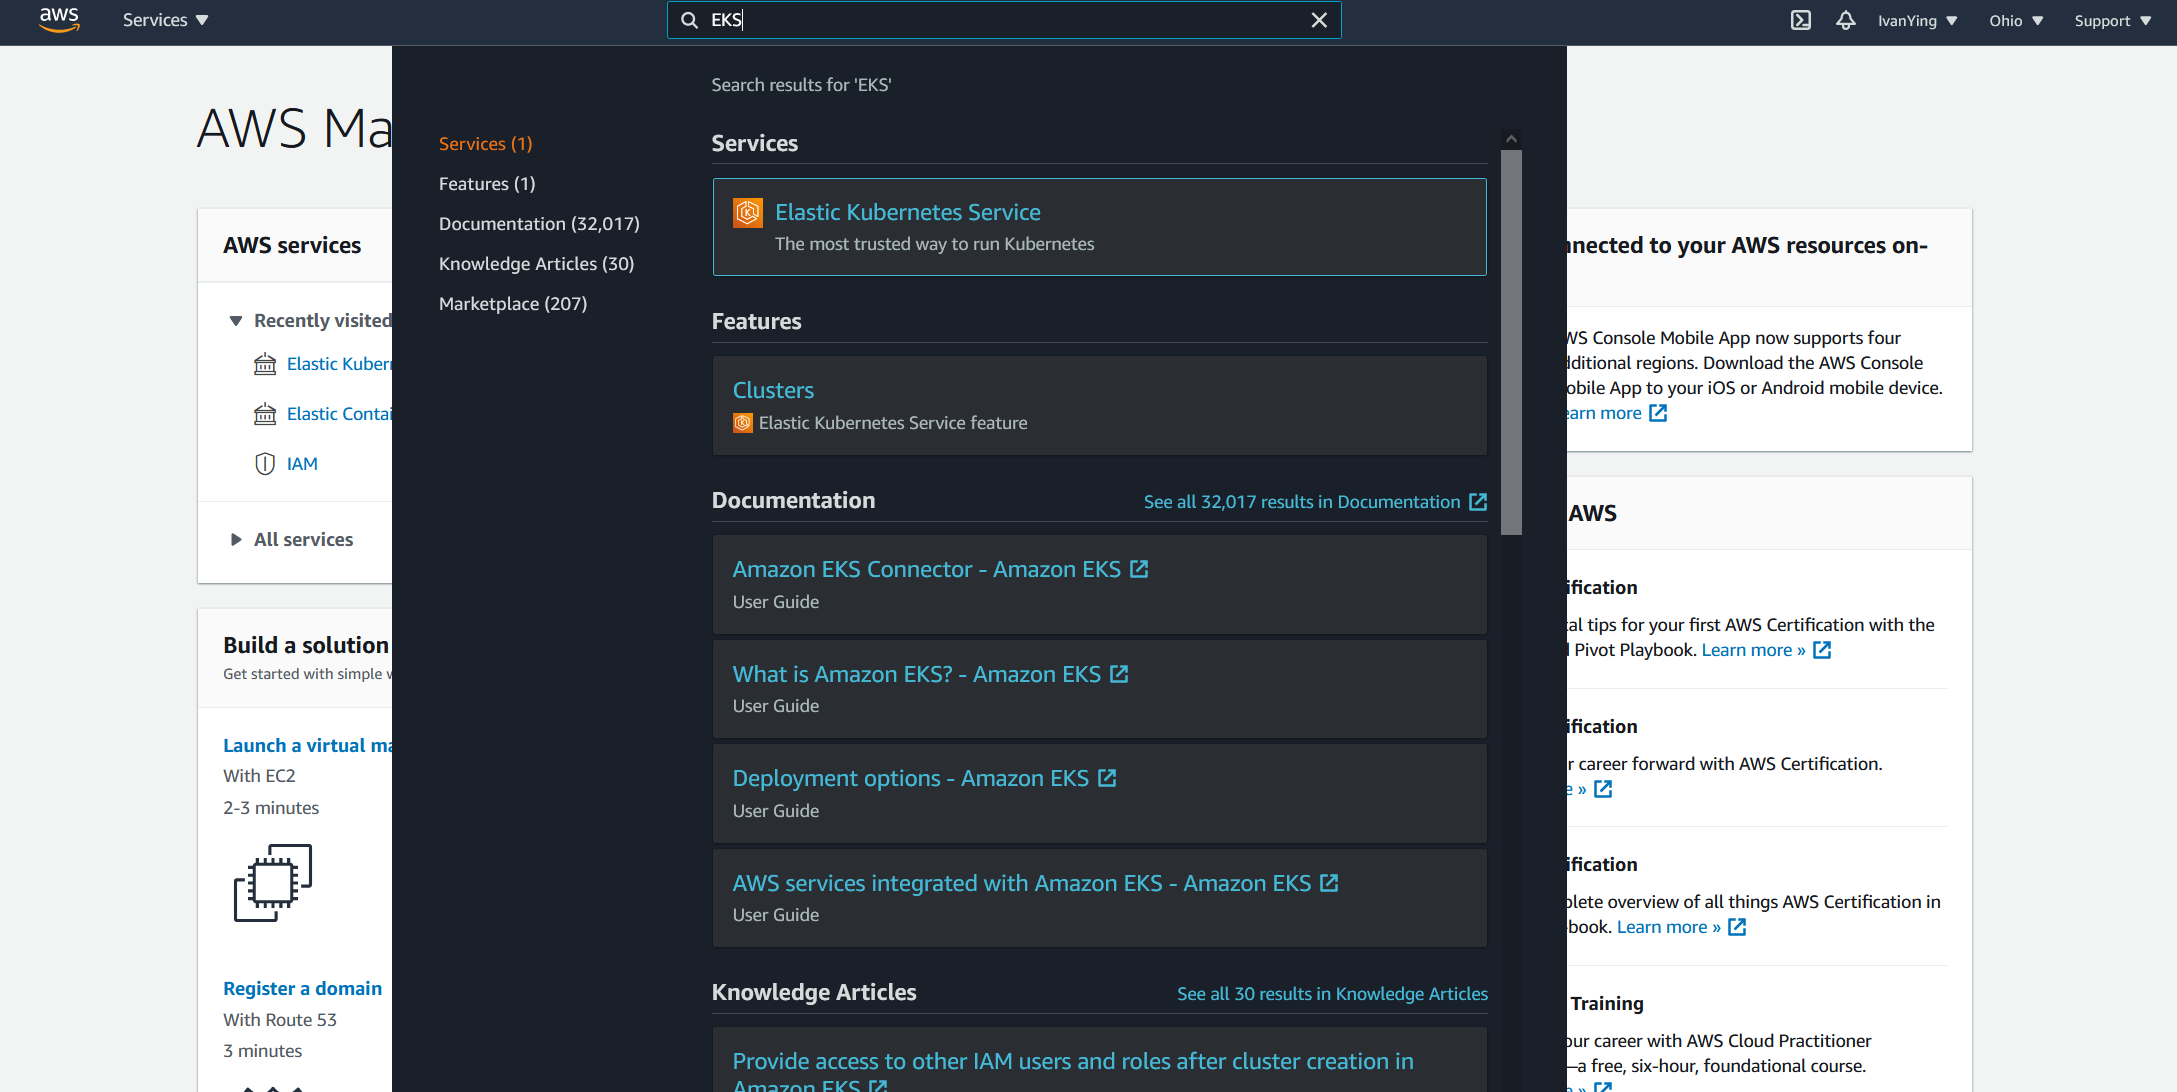 aws
Services
EKS
IvanYing
Ohio
Support
Search results for 'EKS'
Services (1)
Features (1)
Documentation (32,017)
Knowledge Articles (30)
Marketplace (207)
Services
Elastic Kubernetes Service
The most trusted way to run Kubernetes
Features
Clusters
Elastic Kubernetes Service feature
Documentation
See all 32,017 results in Documentation
Amazon EKS Connector - Amazon EKS
User Guide
What is Amazon EKS? - Amazon EKS
User Guide
Deployment options - Amazon EKS
User Guide
AWS services integrated with Amazon EKS - Amazon EKS
User Guide
Knowledge Articles
See all 30 results in Knowledge Articles
Provide access to other IAM users and roles after cluster creation in
Amazon EKS
AWS Ma
AWS services
Recently visited
Elastic Kuber
Elastic Contai
IAM
All services
Build a solution
Get started with simple
Launch a virtual ma
With EC2
2-3 minutes
Register a domain
With Route 53
3 minutes
nnected to your AWS resources on-
WS Console Mobile App now supports four
dditional regions. Download the AWS Console
obile App to your iOS or Android mobile device.
earn more
AWS
ification
al tips for your first AWS Certification with the
Pivot Playbook. Learn more »
ification
r career forward with AWS Certification.
e »
ification
plete overview of all things AWS Certification in
book. Learn more »
Training
our career with AWS Cloud Practitioner
—a free, six-hour, foundational course.
e »